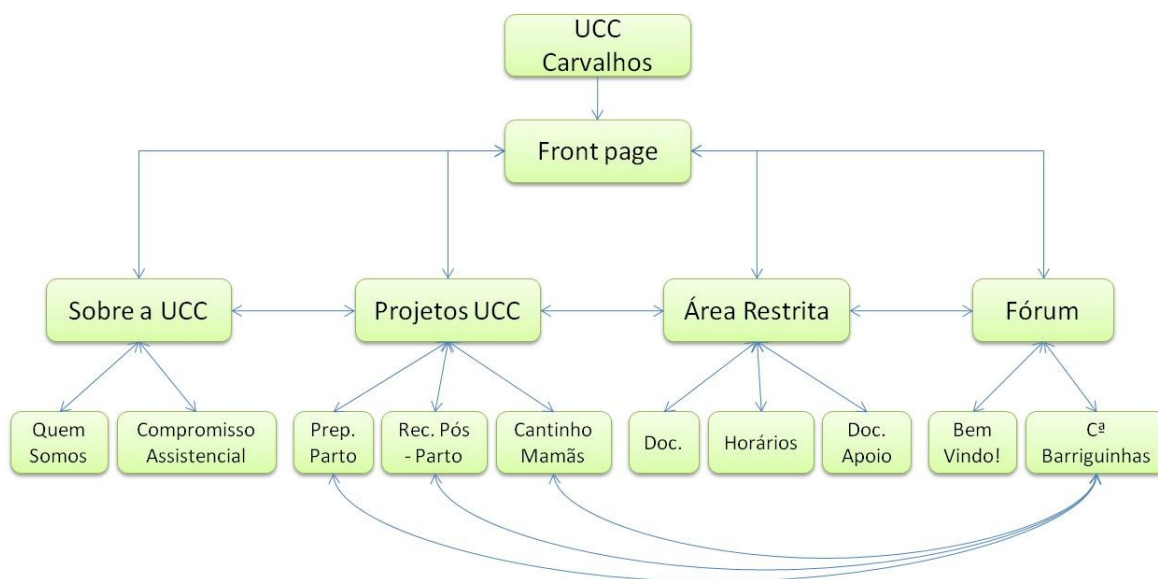 UCC
Carvalhos
Front page
Sobre a UCC
Projetos UCC
Área Restrita
Fórum
Quem
Somos
Compromisso
Assistencial
Prep.
Parto
Rec. Pós
- Parto
Cantinho
Mamãs
Doc.
Horários
Doc.
Apoio
Bem
Vindo!
Cª
Barriguinhas